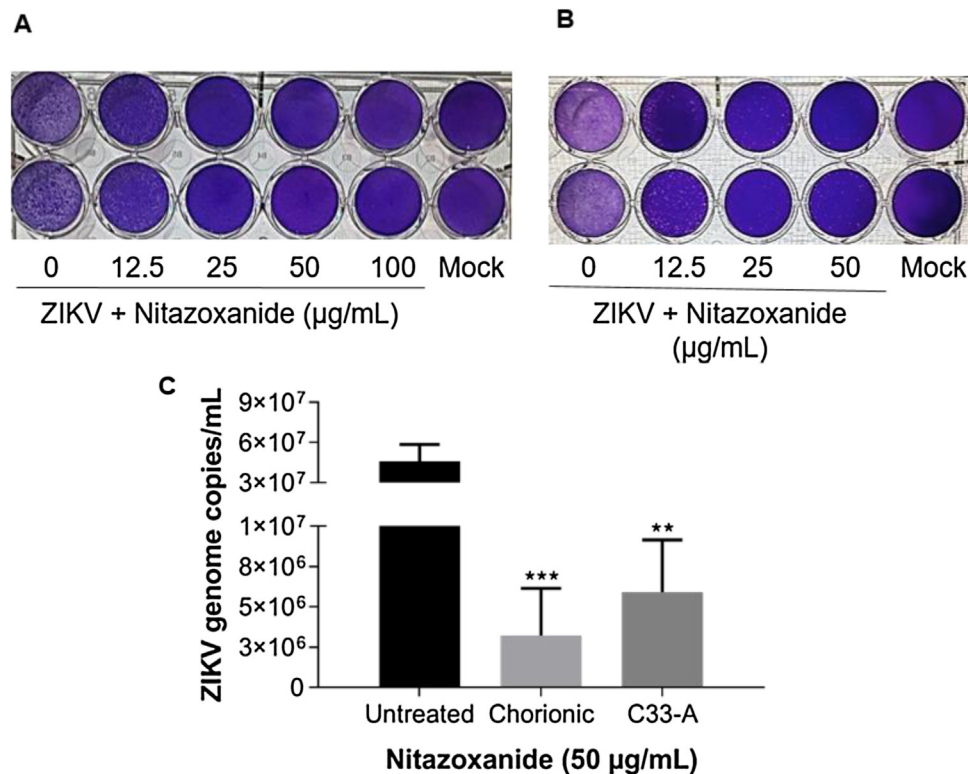 A
B
0 12.5 25 50 100 Mock
ZIKV + Nitazoxanide (µg/mL)
0 12.5 25 50 Mock
ZIKV + Nitazoxanide
(µg/mL)
C
ZIKV genome copies/mL
9×10⁷
6×10⁷
3×10⁷
1×10⁷
8×10⁶
5×10⁶
3×10⁶
0
***
**
Untreated Chorionic C33-A
Nitazoxanide (50 µg/mL)